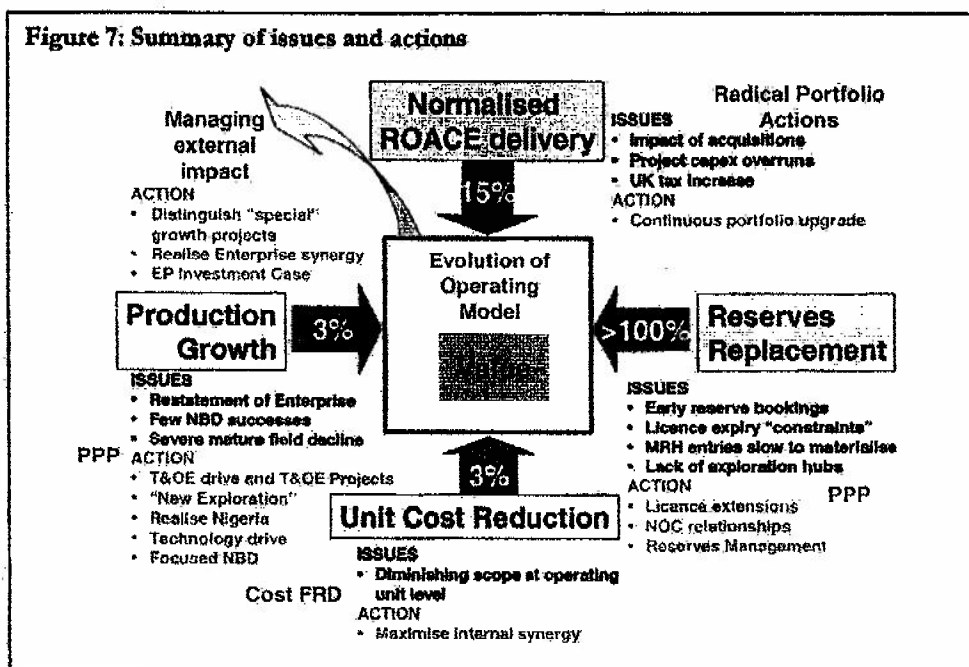 Figure 7: Summary of issues and actions
Managing
external
impact
ACTION
• Distinguish "special"
growth projects
• Realise Enterprise synergy
• EP Investment Case
Normalised
ROACE delivery
15%
Radical Portfolio
Actions
ISSUES
• Impact of acquisitions
• Project capex overruns
• UK tax increase
ACTION
• Continuous portfolio upgrade
Evolution of
Operating
Model
Production
Growth
3%
ISSUES
• Restatement of Enterprise
• Few NBD successes
• Severe mature field decline
PPP
ACTION
• T&OE drive and T&OE Projects
• "New Exploration"
• Realise Nigeria
• Technology drive
• Focused NBD
>100%
Reserves
Replacement
ISSUES
• Early reserve bookings
• Licence expiry "constraints"
• MRH entries slow to materialise
• Lack of exploration hubs
ACTION
PPP
• Licence extensions
• NOC relationships
• Reserves Management
3%
Unit Cost Reduction
ISSUES
• Diminishing scope at operating
unit level
Cost FRD
ACTION
• Maximise internal synergy